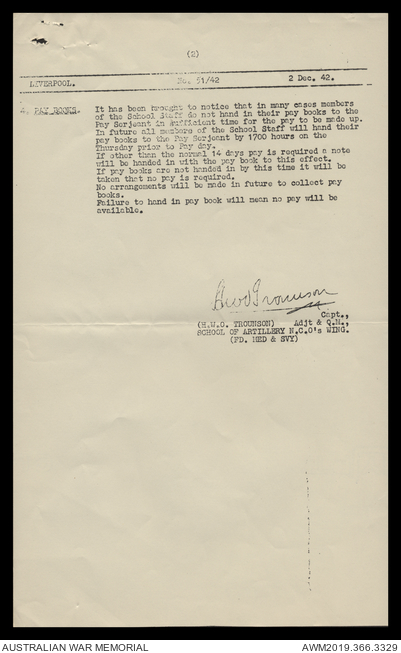 (2)
LIVERPOOL. No. 51/42 2 Dec. 42.
4. PAY BOOKS. It has been brought to notice that in many cases members
of the School Staff do not hand in their pay books to the
Pay Serjeant in sufficient time for the pay to be made up.
In future all members of the School Staff will hand their
pay books to the Pay Serjeant by 1700 hours on the
Thursday prior to Pay day.
If other than the normal 14 days pay is required a note
will be handed in with the pay book to this effect.
If pay books are not handed in by this time it will be
taken that no pay is required.
No arrangements will be made in future to collect pay
books.
Failure to hand in pay book will mean no pay will be
available.
HWO Trounson
Capt.,
(H.W.O. TROUNSON) Adjt & Q.M.,
SCHOOL OF ARTILLERY N.C.O's WING.
(FD. MED & SVY)
AUSTRALIAN WAR MEMORIAL AWM2019.366.3329